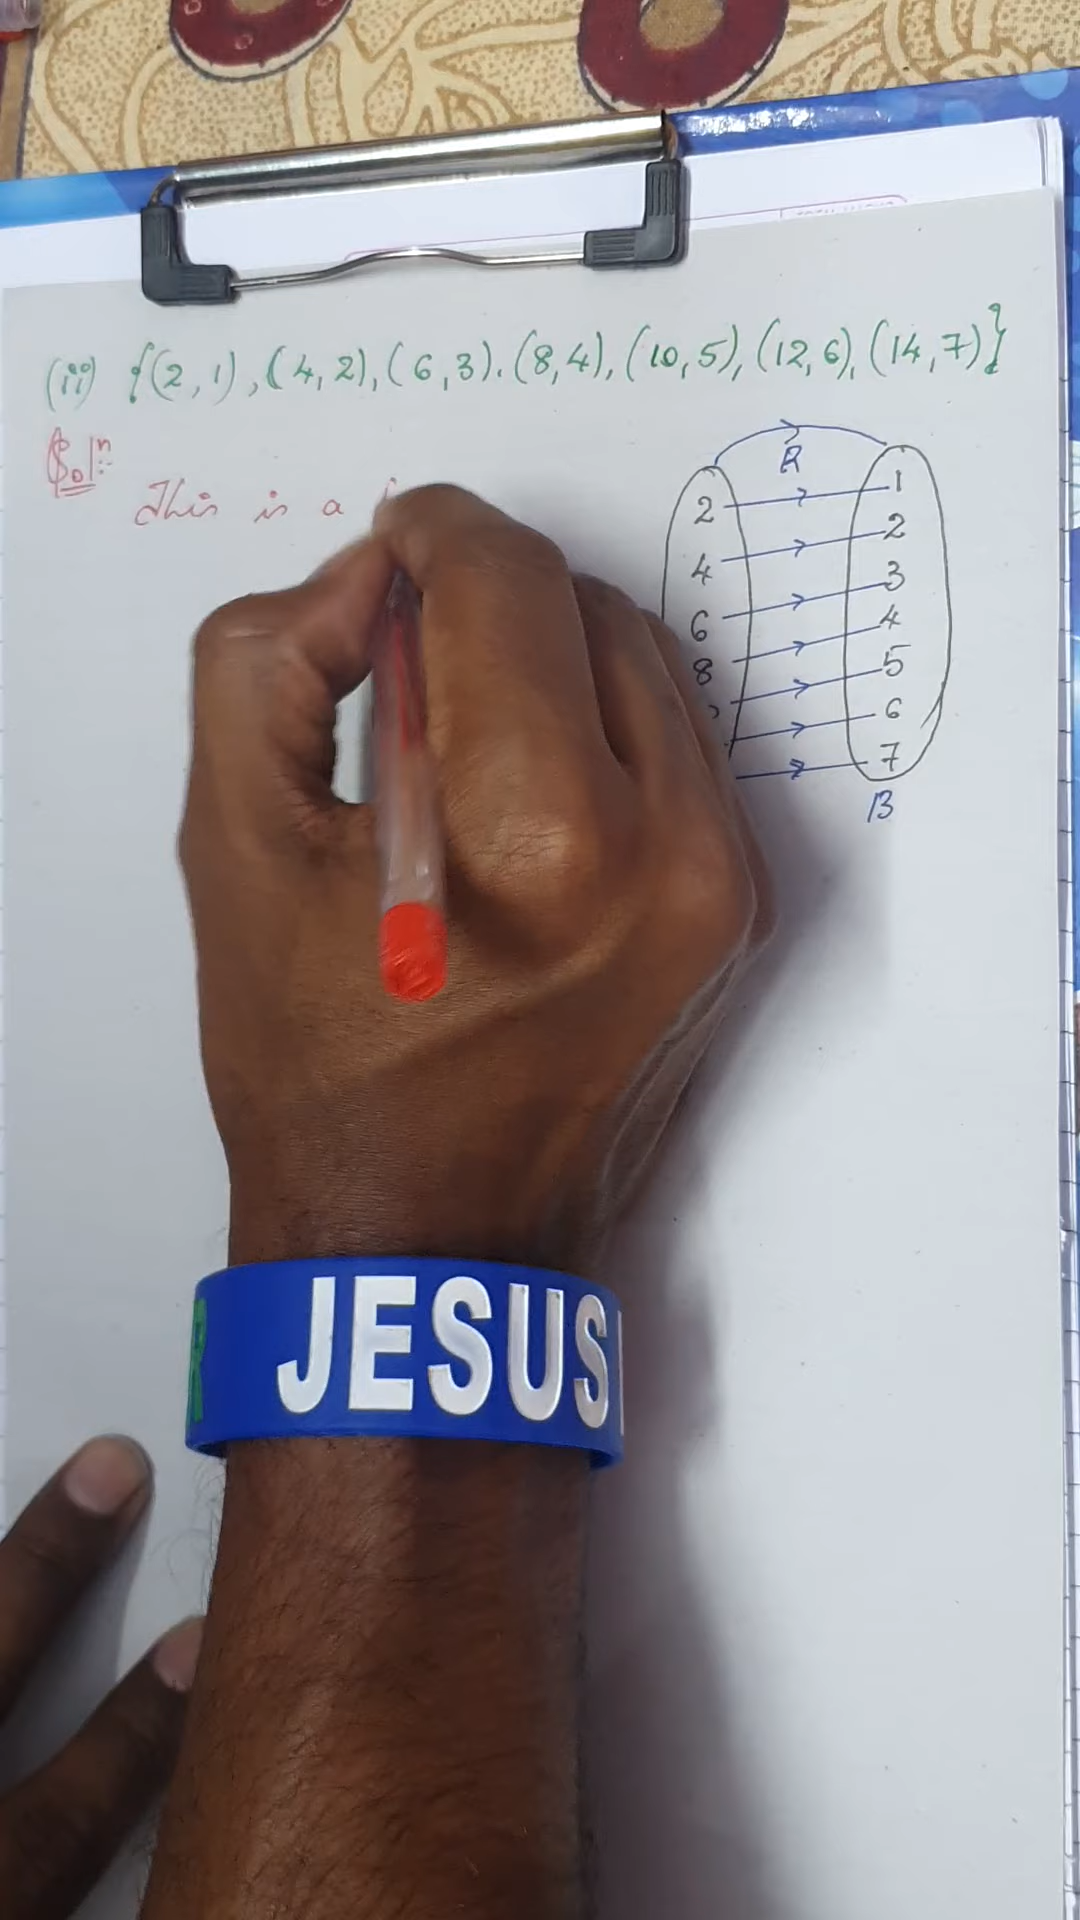 (ii) {(2,1), (4,2), (6,3), (8,4), (10,5), (12,6), (14,7)}
Solⁿ:-
This is a
R
2 1
4 2
6 3
8 4
5
6
7
B
R JESUS